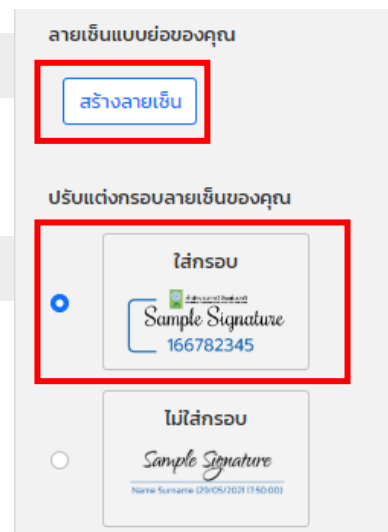 ลายเซ็นแบบย่อของคุณ
สร้างลายเซ็น
ปรับแต่งกรอบลายเซ็นของคุณ
ใส่กรอบ
Sample Signature
166782345
ไม่ใส่กรอบ
Sample Signature
Name Surname (29/05/2021 17:50:00)